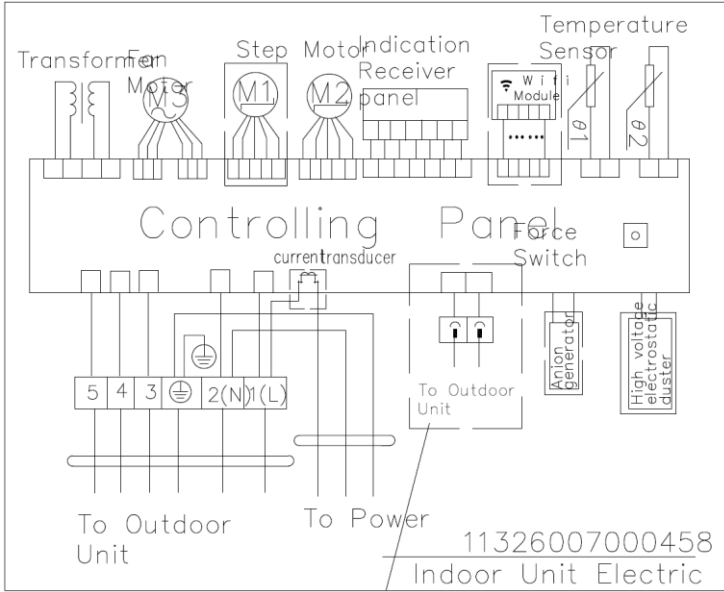 Transformer
Fan
Motor
M3
Step Motor
M1
M2
Indication
Receiver
panel
Wifi
Module
Temperature
Sensor
θ1
θ2
Controlling Panel
currentransducer
Force
Switch
5 4 3 2(N) 1(L)
To Outdoor
Unit
To Power
To Outdoor
Unit
Anion
generator
High voltage
electrostatic
duster
11326007000458
Indoor Unit Electric